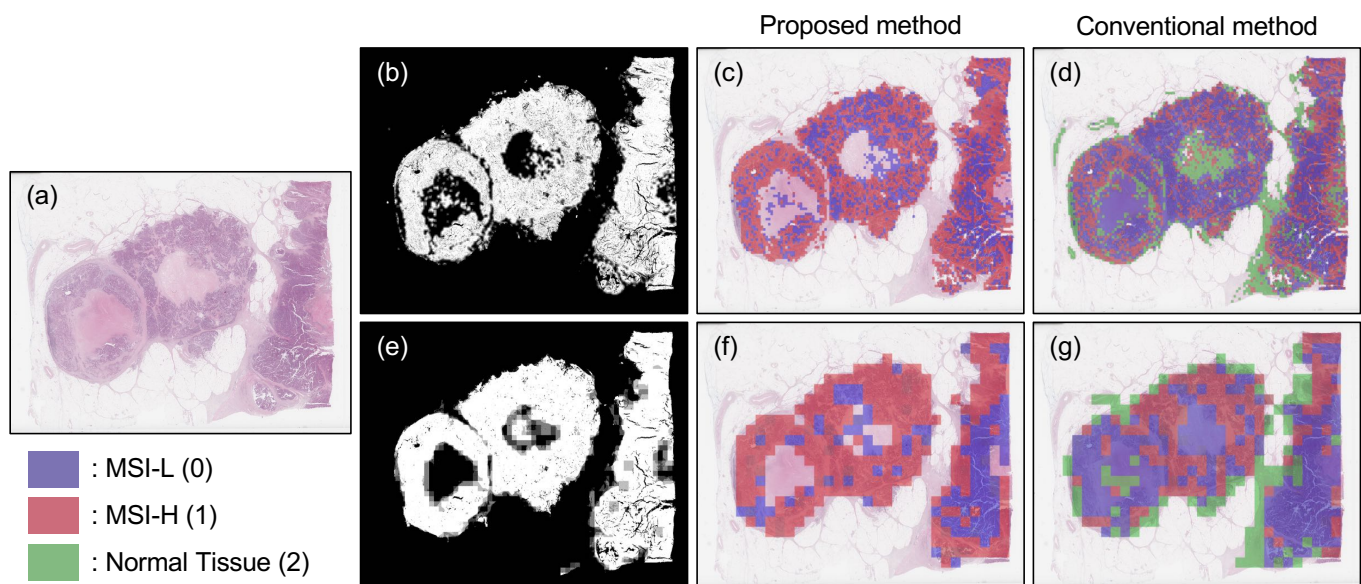 Proposed method
Conventional method
(a)
(b)
(c)
(d)
(e)
(f)
(g)
: MSI-L (0)
: MSI-H (1)
: Normal Tissue (2)